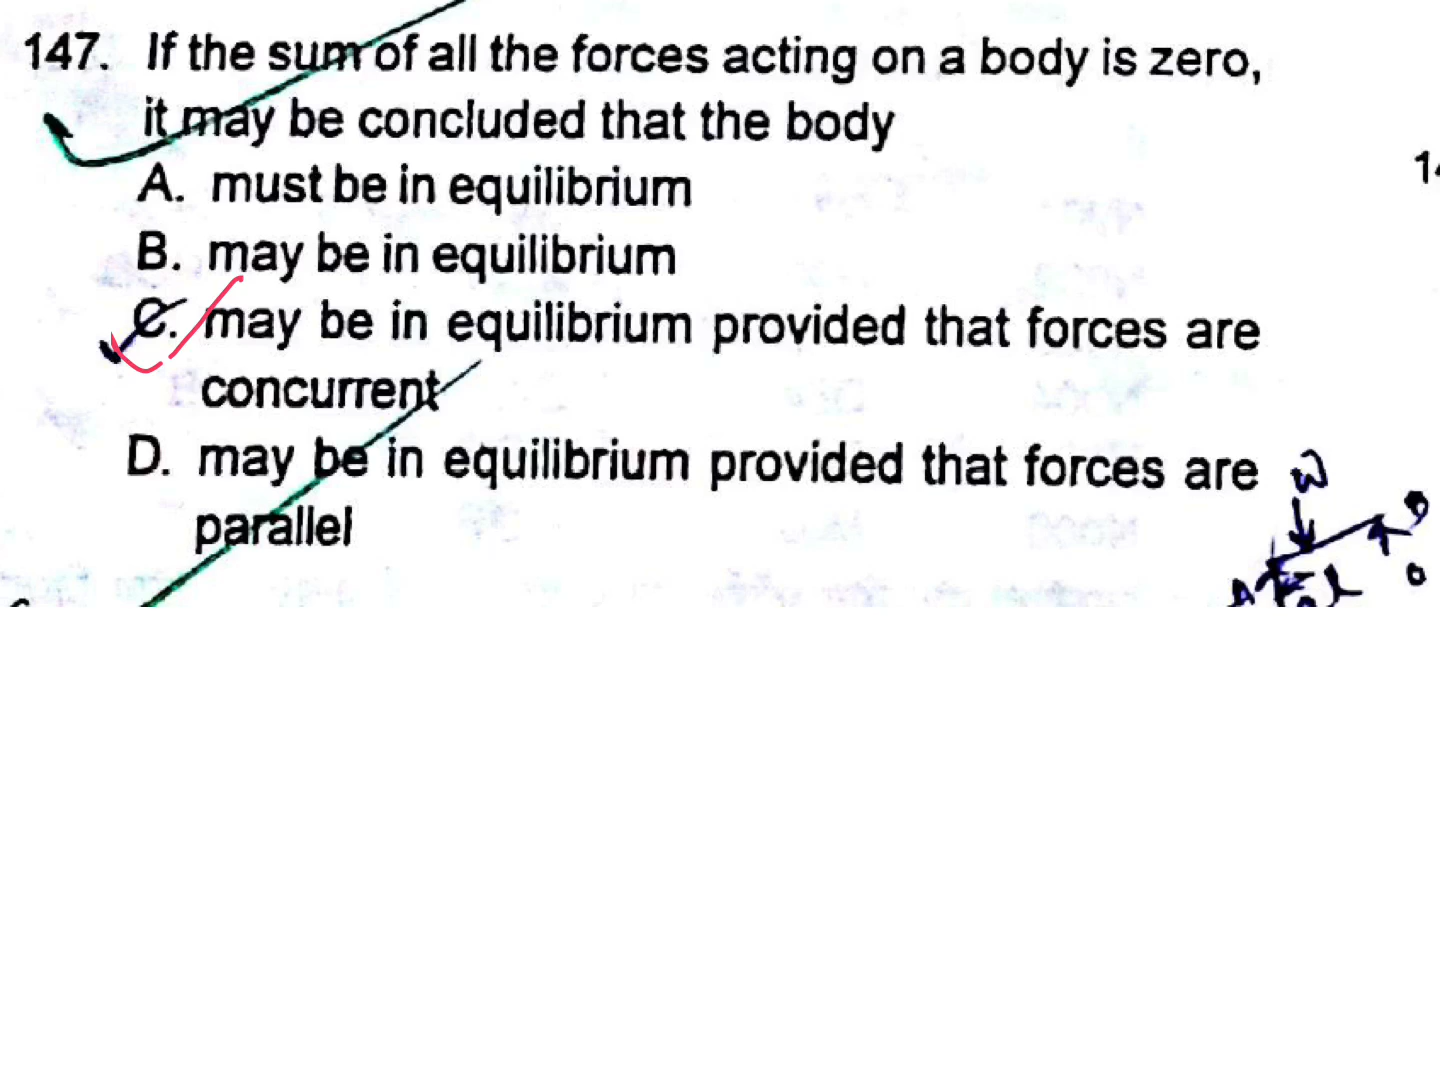 147. If the sum of all the forces acting on a body is zero,
it may be concluded that the body
A. must be in equilibrium
B. may be in equilibrium
C. may be in equilibrium provided that forces are
concurrent
D. may be in equilibrium provided that forces are
parallel
W